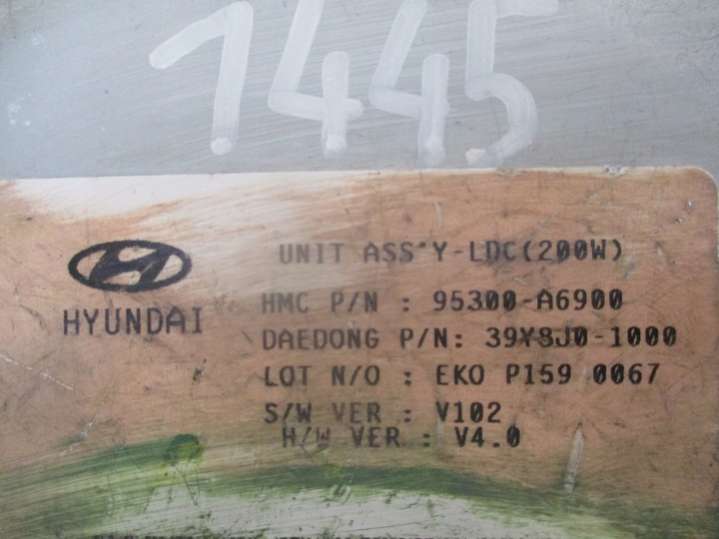 1445
UNIT ASS'Y-LDC(200W)
HYUNDAI
HMC P/N : 95300-A6900
DAEDONG P/N: 39Y8J0-1000
LOT N/O : EKO P159 0067
S/W VER : V102
H/W VER : V4.0